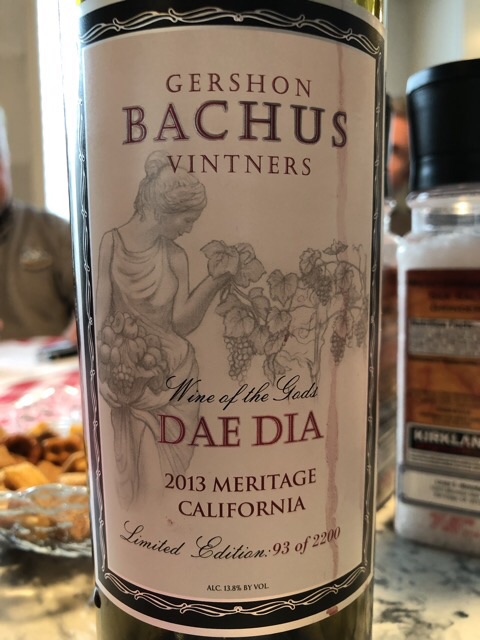 GERSHON
BACHUS
VINTNERS
Wine of the Gods
DAE DIA
2013 MERITAGE
CALIFORNIA
Limited Edition: 93 of 2200
ALC. 13.8% BY VOL.
KIRKLAN